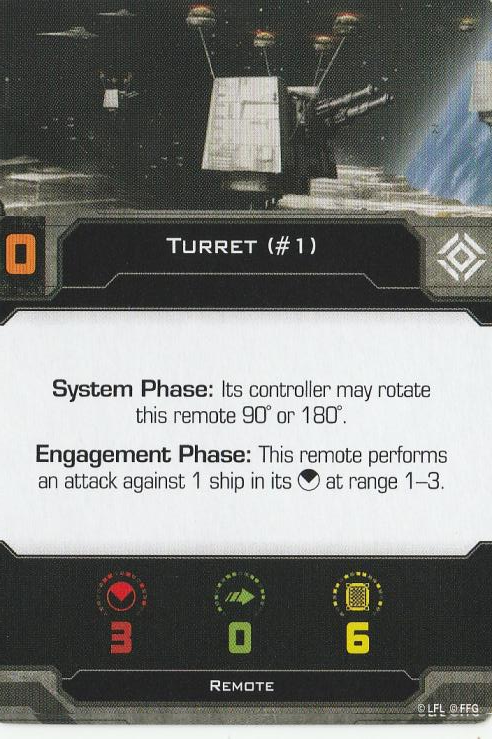 0
TURRET (#1)
System Phase: Its controller may rotate
this remote 90° or 180°.
Engagement Phase: This remote performs
an attack against 1 ship in its at range 1–3.
3 0 6
REMOTE
©LFL ©FFG